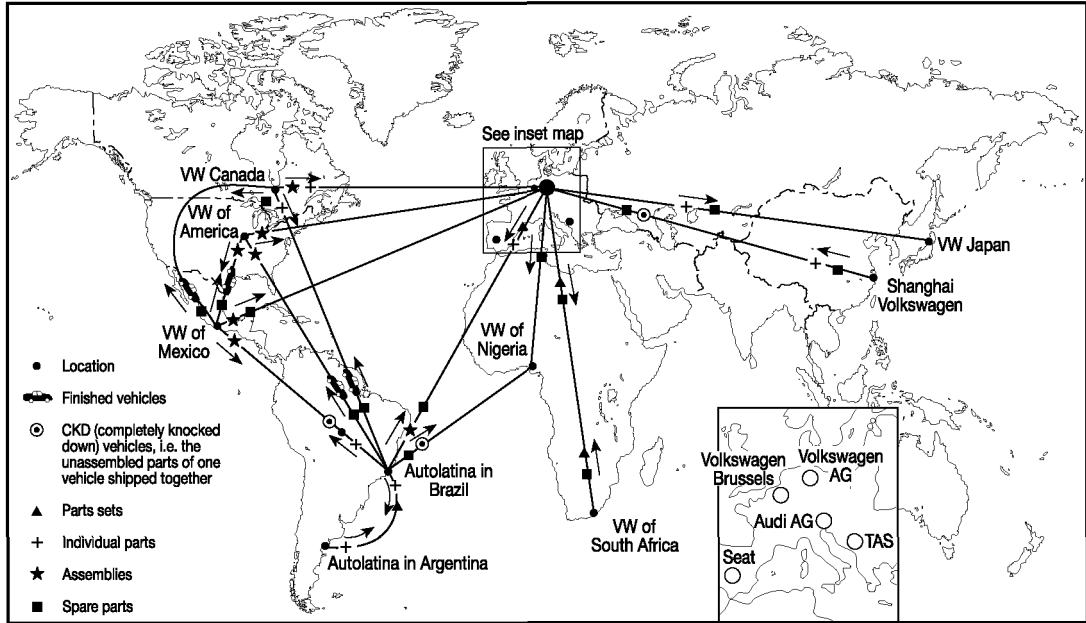 See inset map
VW Canada
VW of
America
VW Japan
Shanghai
Volkswagen
VW of
Mexico
VW of
Nigeria
Location
Finished vehicles
CKD (completely knocked
down) vehicles, i.e. the
unassembled parts of one
vehicle shipped together
Parts sets
Individual parts
Assemblies
Spare parts
Autolatina in
Brazil
Autolatina in Argentina
VW of
South Africa
Volkswagen
Brussels
Volkswagen
AG
Audi AG
TAS
Seat